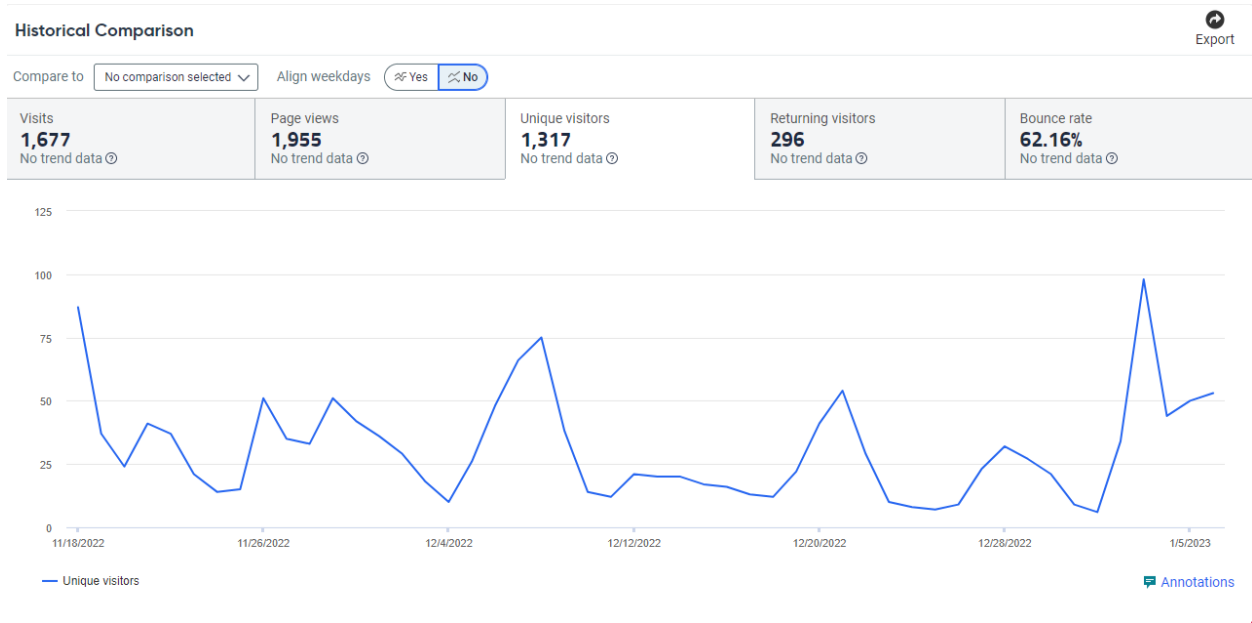 Historical Comparison
Export
Compare to No comparison selected Align weekdays Yes No
Visits
1,677
No trend data
Page views
1,955
No trend data
Unique visitors
1,317
No trend data
Returning visitors
296
No trend data
Bounce rate
62.16%
No trend data
125
100
75
50
25
0
11/18/2022 11/26/2022 12/4/2022 12/12/2022 12/20/2022 12/28/2022 1/5/2023
Unique visitors
Annotations